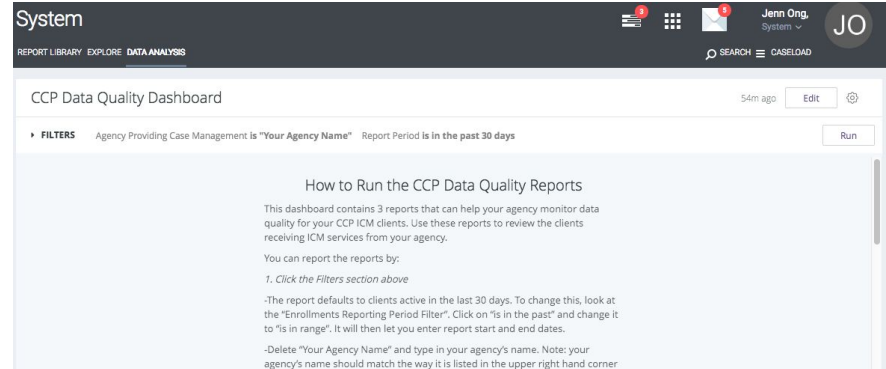 System
3
5
Jenn Ong,
System
JO
REPORT LIBRARY EXPLORE DATA ANALYSIS
SEARCH CASELOAD
CCP Data Quality Dashboard
54m ago
Edit
FILTERS Agency Providing Case Management is "Your Agency Name" Report Period is in the past 30 days
Run
How to Run the CCP Data Quality Reports
This dashboard contains 3 reports that can help your agency monitor data
quality for your CCP ICM clients. Use these reports to review the clients
receiving ICM services from your agency.
You can report the reports by:
1. Click the Filters section above
-The report defaults to clients active in the last 30 days. To change this, look at
the “Enrollments Reporting Period Filter”. Click on “is in the past” and change it
to “is in range”. It will then let you enter report start and end dates.
-Delete “Your Agency Name” and type in your agency’s name. Note: your
agency’s name should match the way it is listed in the upper right hand corner